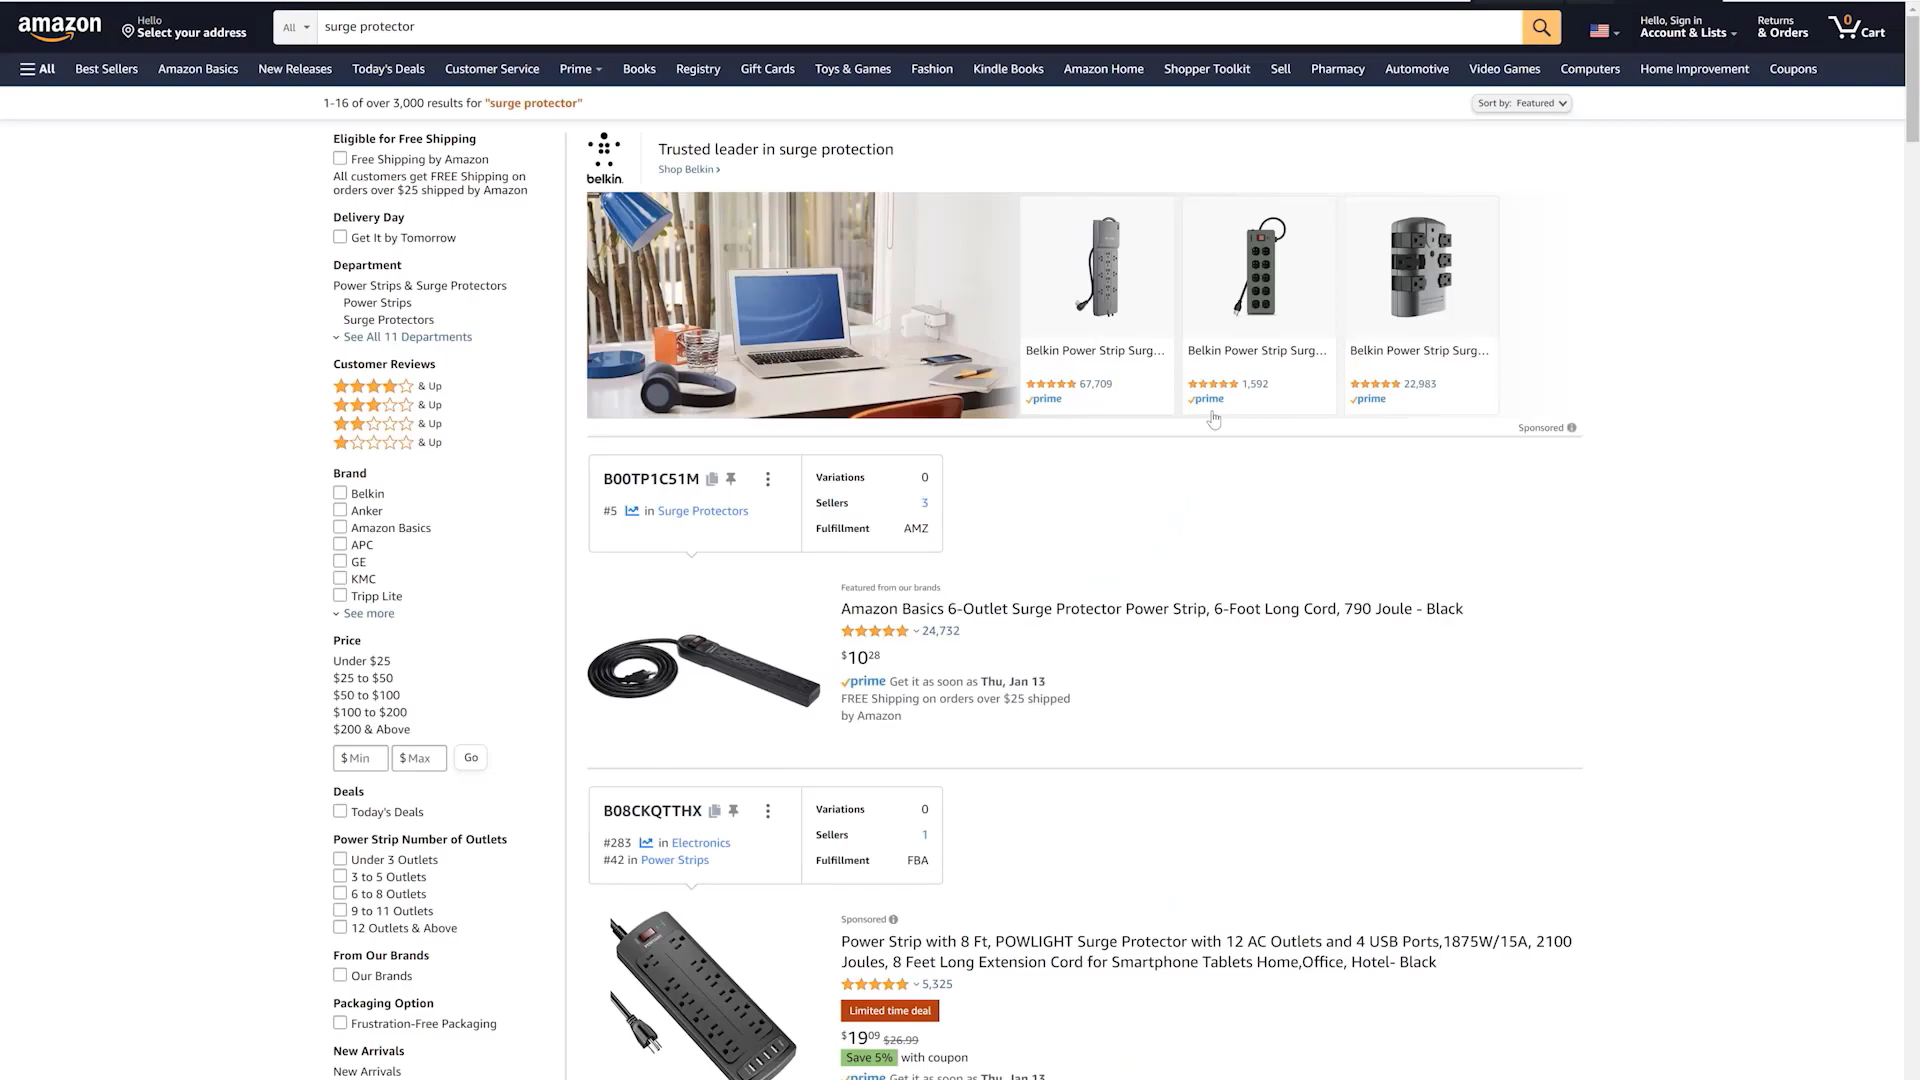 amazon
Hello
Select your address
All
surge protector
Hello, Sign in
Account & Lists
Returns
& Orders
0
Cart
All
Best Sellers
Amazon Basics
New Releases
Today's Deals
Customer Service
Prime
Books
Registry
Gift Cards
Toys & Games
Fashion
Kindle Books
Amazon Home
Shopper Toolkit
Sell
Pharmacy
Automotive
Video Games
Computers
Home Improvement
Coupons
1-16 of over 3,000 results for "surge protector"
Sort by: Featured
Eligible for Free Shipping
Free Shipping by Amazon
All customers get FREE Shipping on
orders over $25 shipped by Amazon
Delivery Day
Get It by Tomorrow
Department
Power Strips & Surge Protectors
Power Strips
Surge Protectors
See All 11 Departments
Customer Reviews
& Up
& Up
& Up
& Up
Brand
Belkin
Anker
Amazon Basics
APC
GE
KMC
Tripp Lite
See more
Price
Under $25
$25 to $50
$50 to $100
$100 to $200
$200 & Above
$ Min
$ Max
Go
Deals
Today's Deals
Power Strip Number of Outlets
Under 3 Outlets
3 to 5 Outlets
6 to 8 Outlets
9 to 11 Outlets
12 Outlets & Above
From Our Brands
Our Brands
Packaging Option
Frustration-Free Packaging
New Arrivals
New Arrivals
belkin.
Trusted leader in surge protection
Shop Belkin ›
Belkin Power Strip Surg...
67,709
prime
Belkin Power Strip Surg...
1,592
prime
Belkin Power Strip Surg...
22,983
prime
Sponsored
B00TP1C51M
#5 in Surge Protectors
Variations 0
Sellers 3
Fulfillment AMZ
Featured from our brands
Amazon Basics 6-Outlet Surge Protector Power Strip, 6-Foot Long Cord, 790 Joule - Black
24,732
$10 28
prime Get it as soon as Thu, Jan 13
FREE Shipping on orders over $25 shipped
by Amazon
B08CKQTTHX
#283 in Electronics
#42 in Power Strips
Variations 0
Sellers 1
Fulfillment FBA
Sponsored
Power Strip with 8 Ft, POWLIGHT Surge Protector with 12 AC Outlets and 4 USB Ports,1875W/15A, 2100
Joules, 8 Feet Long Extension Cord for Smartphone Tablets Home,Office, Hotel- Black
5,325
Limited time deal
$19 09 $26.99
Save 5% with coupon
prime Get it as soon as Thu, Jan 13